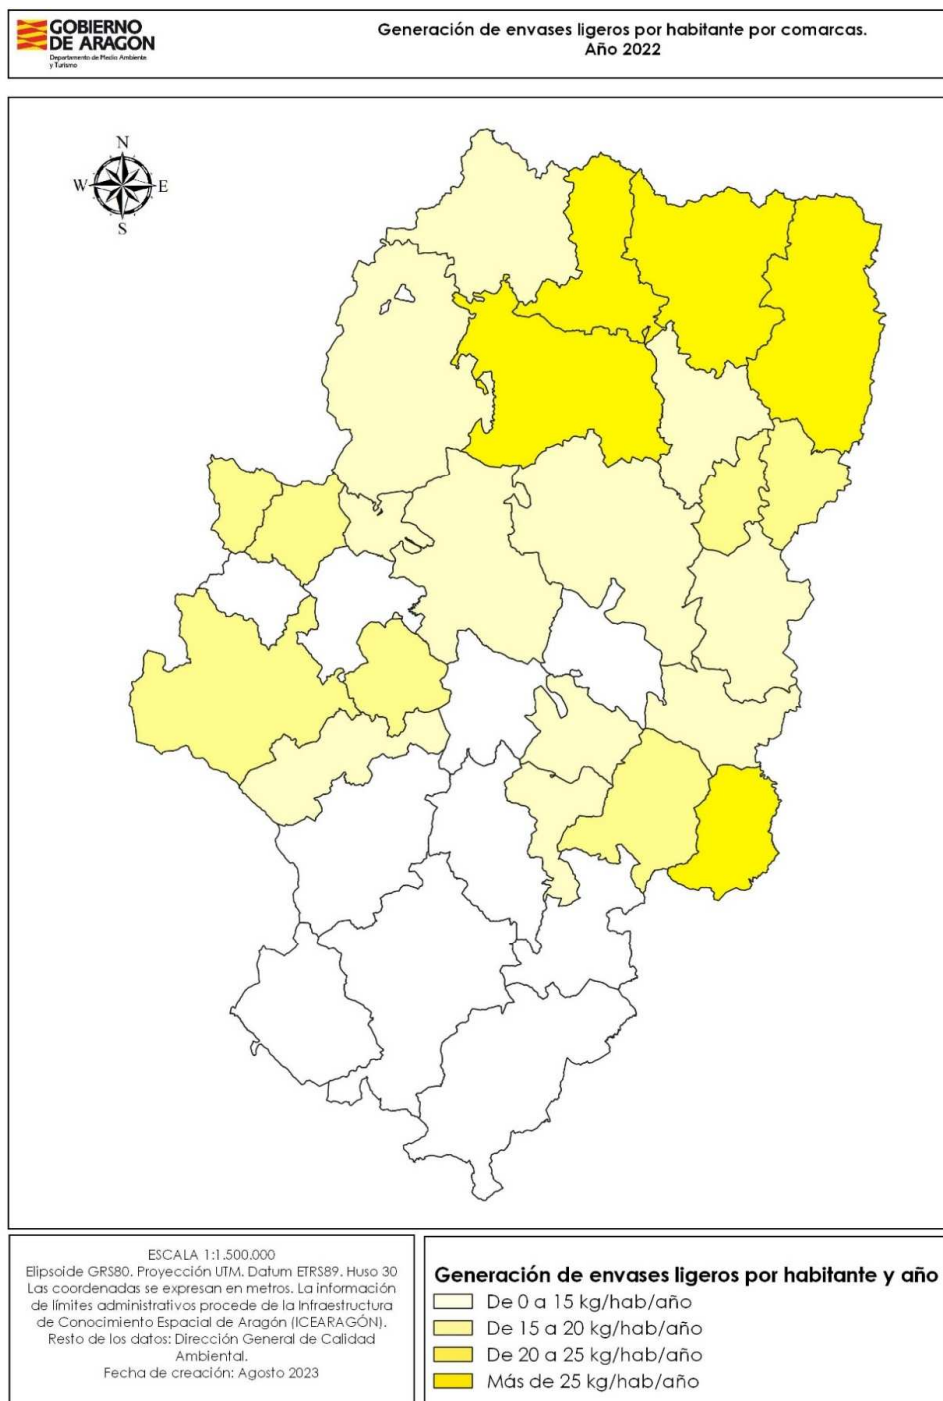 GOBIERNO
DE ARAGON
Departamento de Medio Ambiente
y Turismo
Generación de envases ligeros por habitante por comarcas.
Año 2022
N
W
E
S
ESCALA 1:1.500.000
Elipsoide GRS80. Proyección UTM. Datum ETRS89. Huso 30
Las coordenadas se expresan en metros. La información
de límites administrativos procede de la Infraestructura
de Conocimiento Espacial de Aragón (ICEARAGÓN).
Resto de los datos: Dirección General de Calidad
Ambiental.
Fecha de creación: Agosto 2023
Generación de envases ligeros por habitante y año
De 0 a 15 kg/hab/año
De 15 a 20 kg/hab/año
De 20 a 25 kg/hab/año
Más de 25 kg/hab/año